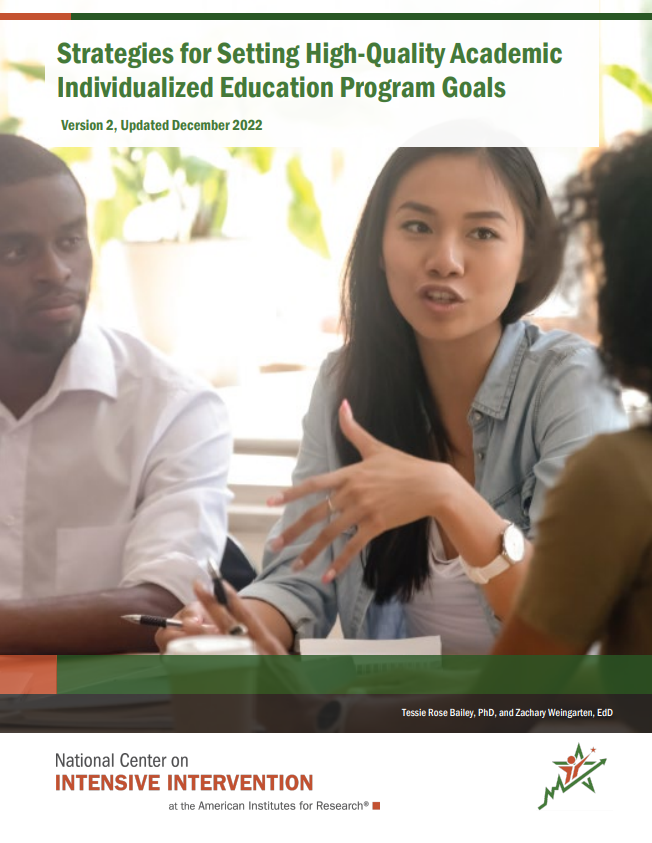 Strategies for Setting High-Quality Academic
Individualized Education Program Goals
Version 2, Updated December 2022
Tessie Rose Bailey, PhD, and Zachary Weingarten, EdD
National Center on
INTENSIVE INTERVENTION
at the American Institutes for Research®